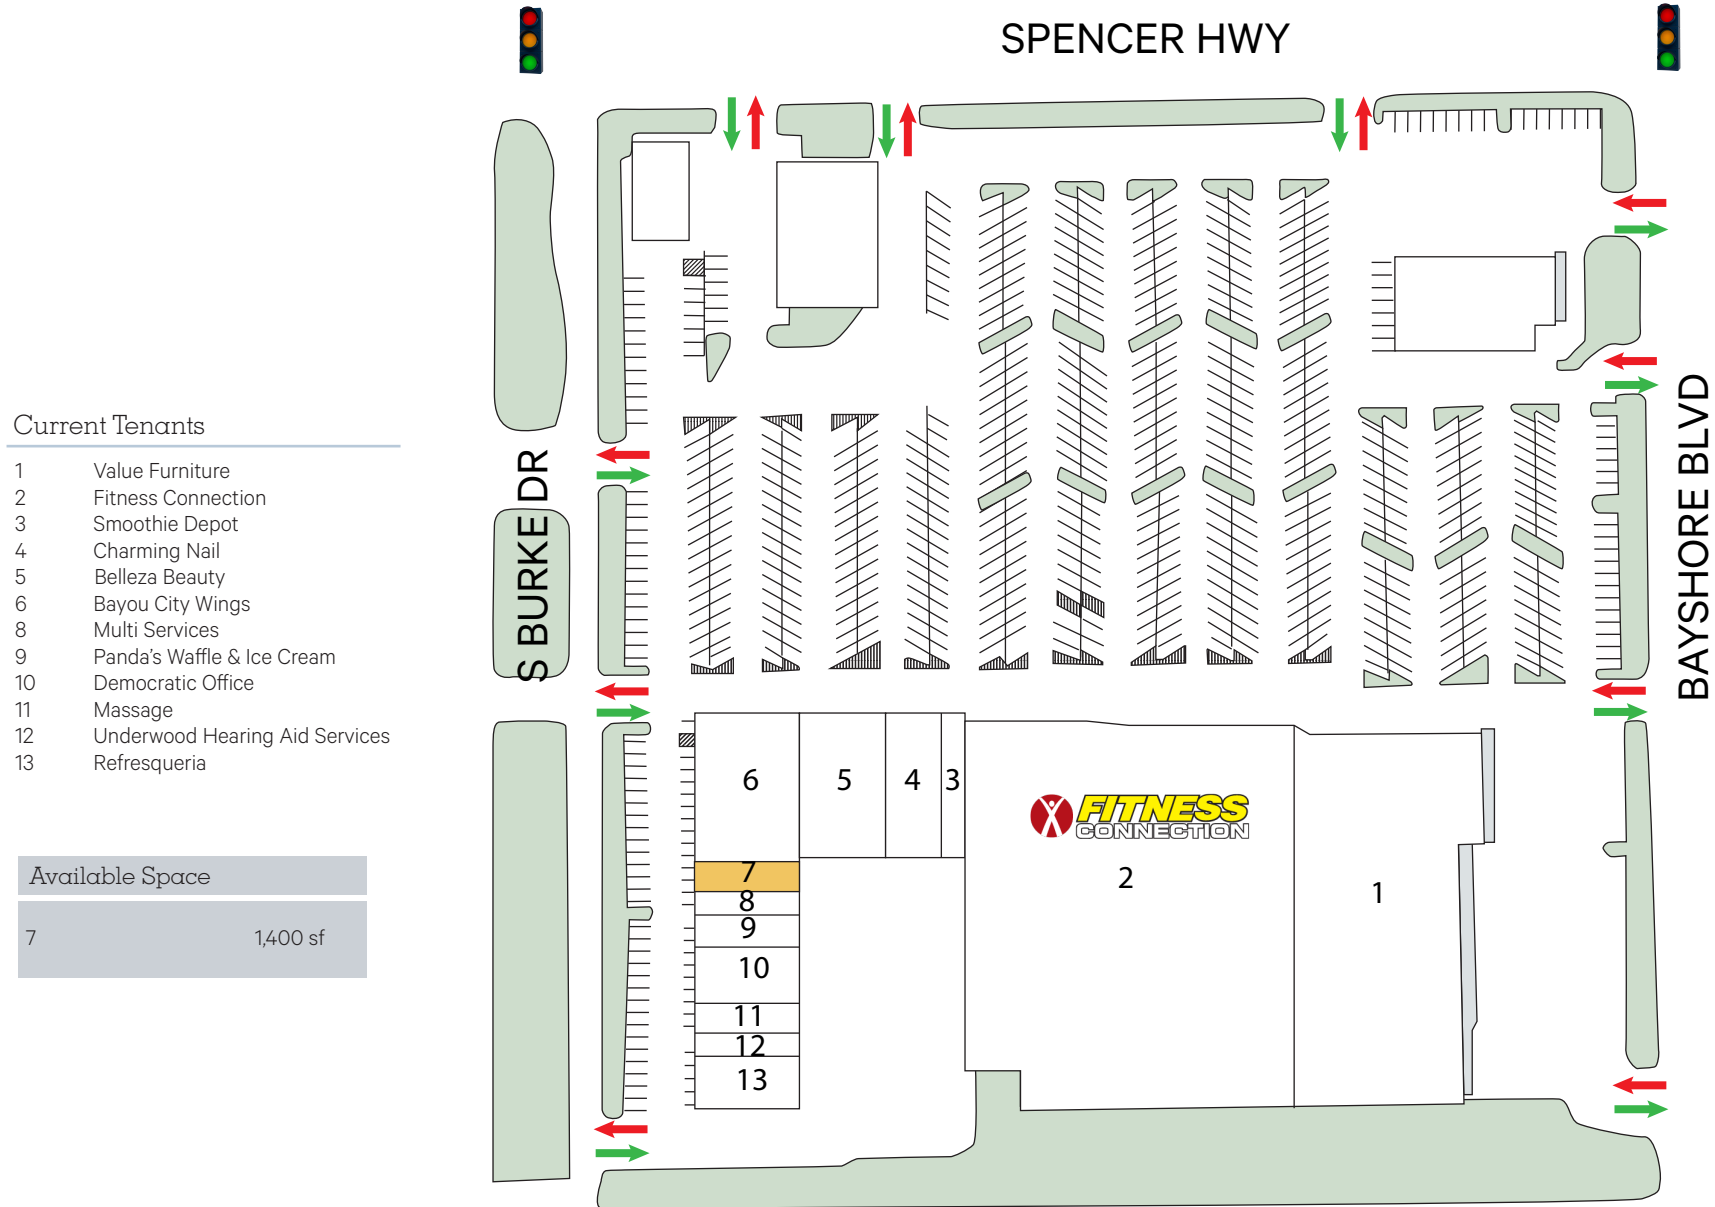 SPENCER HWY
Current Tenants
1 Value Furniture
2 Fitness Connection
3 Smoothie Depot
4 Charming Nail
5 Belleza Beauty
6 Bayou City Wings
8 Multi Services
9 Panda's Waffle & Ice Cream
10 Democratic Office
11 Massage
12 Underwood Hearing Aid Services
13 Refresqueria
Available Space
7 1,400 sf
S BURKE DR
BAYSHORE BLVD
6 5 4 3
FITNESS
CONNECTION
7
2
1
8
9
10
11
12
13